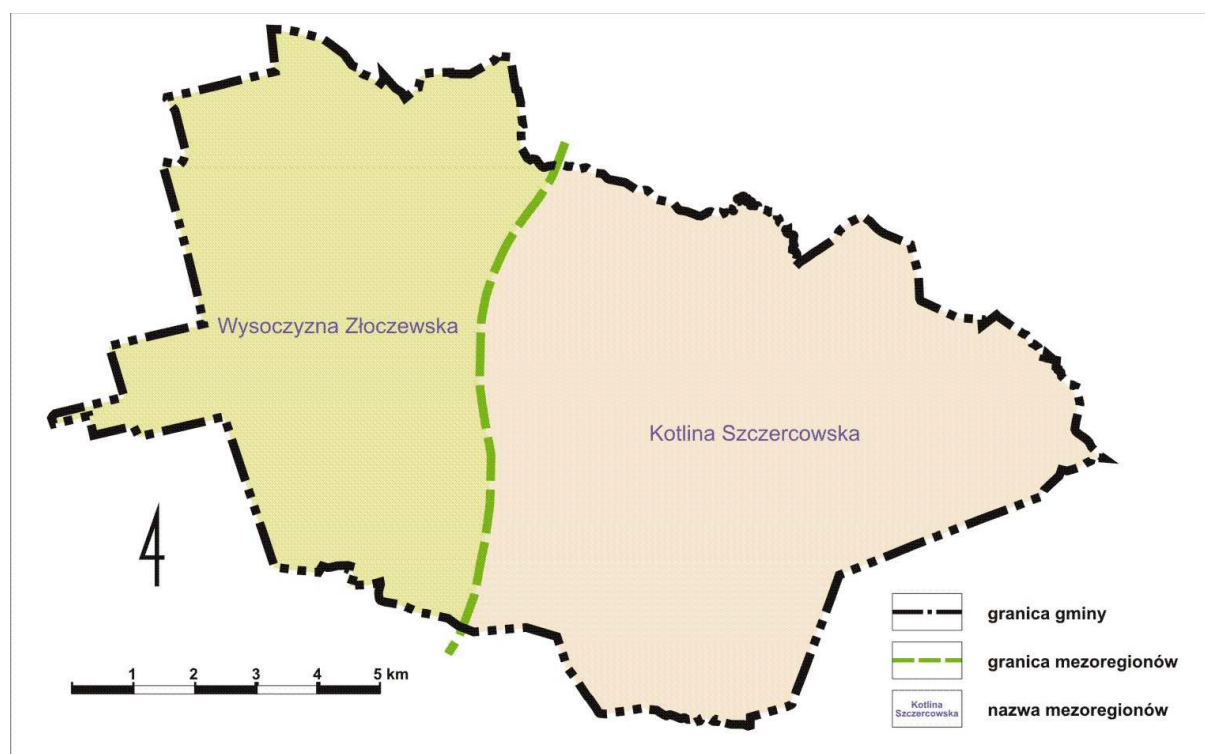 Wysoczyzna Złoczewska
Kotlina Szczercowska
1 2 3 4 5 km
granica gminy
granica mezoregionów
Kotlina
Szczercowska
nazwa mezoregionów